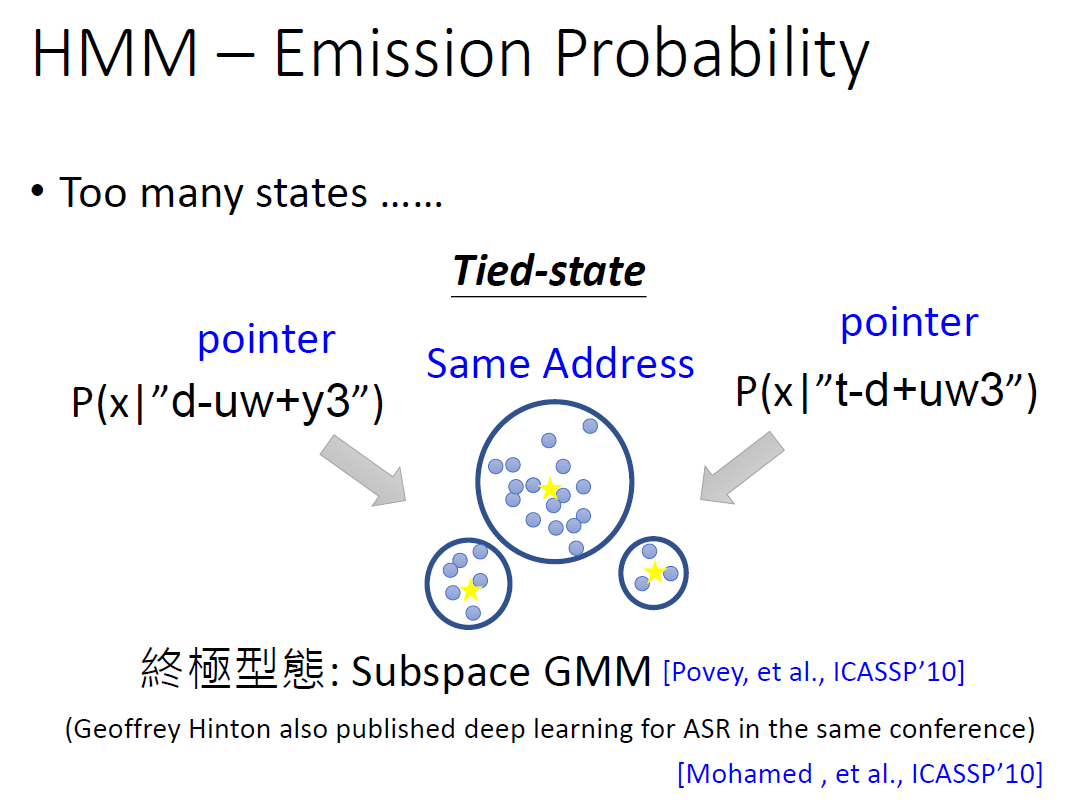 HMM – Emission Probability
• Too many states ……
Tied-state
pointer
pointer
Same Address
P(x|”d-uw+y3”)
P(x|”t-d+uw3”)
終極型態: Subspace GMM [Povey, et al., ICASSP’10]
(Geoffrey Hinton also published deep learning for ASR in the same conference)
[Mohamed , et al., ICASSP’10]